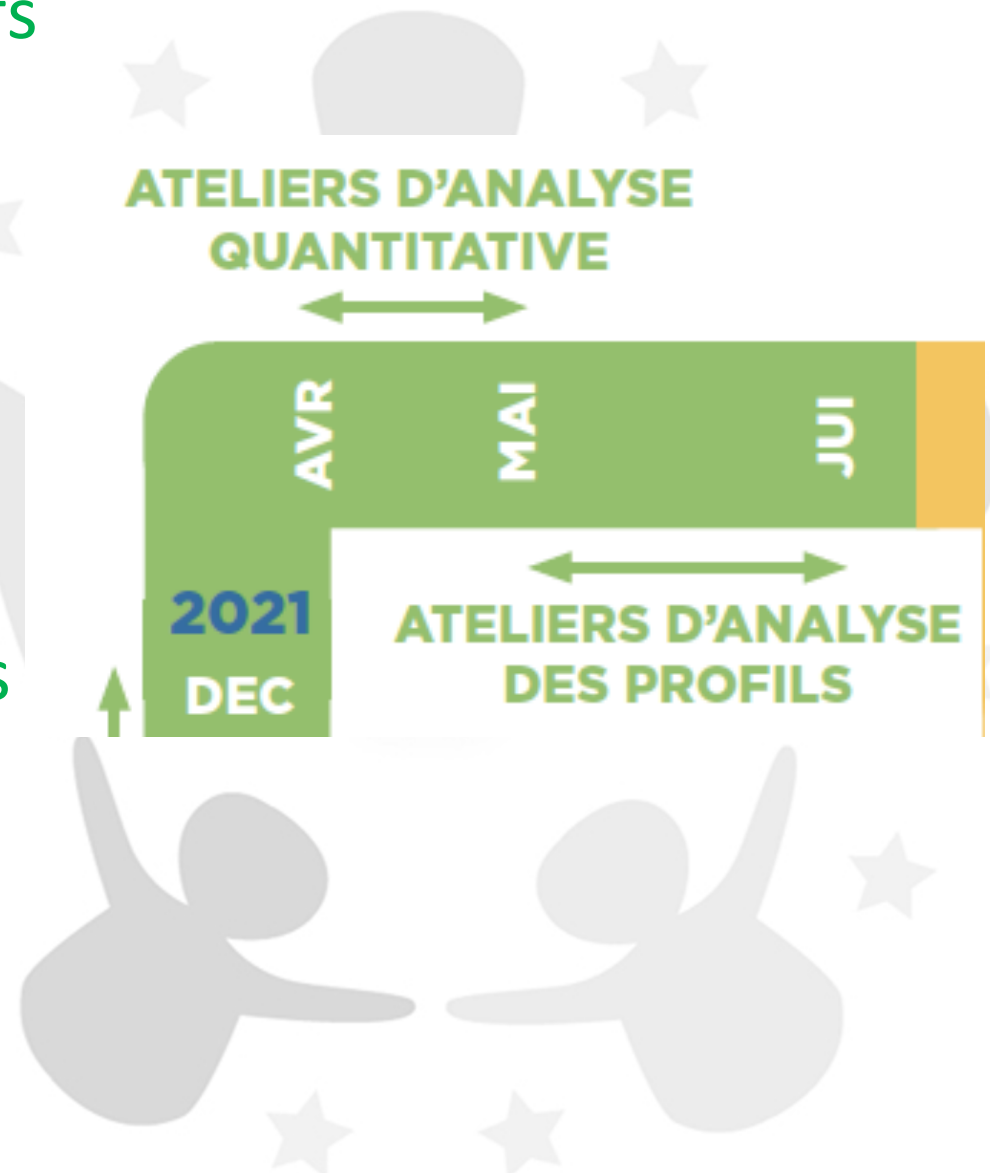 ATELIERS D'ANALYSE
QUANTITATIVE
AVR
MAI
JUI
2021
DEC
ATELIERS D'ANALYSE
DES PROFILS